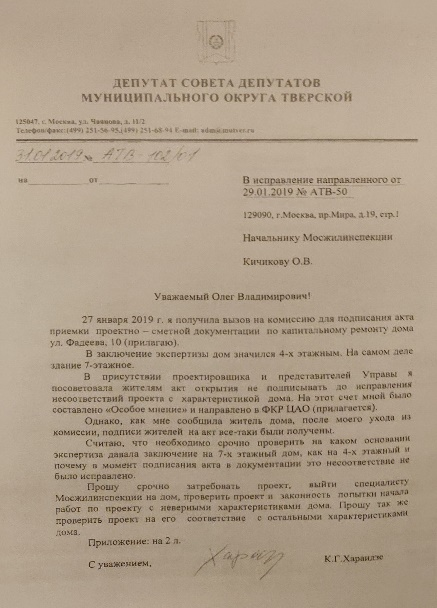 ДЕПУТАТ СОВЕТА ДЕПУТАТОВ
МУНИЦИПАЛЬНОГО ОКРУГА ТВЕРСКОЙ
125047, г. Москва, ул. Чаянова, д. 11/2
Телефон/факс:(499) 251-56-95,(499) 251-68-94 E-mail: adm@motver.ru
31.01.2019 № АТВ-102/01
на от
В исправление направленного от
29.01.2019 № АТВ-50
129090, г.Москва, пр.Мира, д.19, стр.1
Начальнику Мосжилинспекции
Кичикову О.В.
Уважаемый Олег Владимирович!
27 января 2019 г. я получила вызов на комиссию для подписания акта
приемки проектно – сметной документации по капитальному ремонту дома
ул. Фадеева, 10 (прилагаю).
В заключение экспертизы дом значился 4-х этажным. На самом деле
здание 7-этажное.
В присутствии проектировщика и представителей Управы я
посоветовала жителям акт открытия не подписывать до исправления
несоответствий проекта с характеристикой дома. На этот счет мной было
составлено «Особое мнение» и направлено в ФКР ЦАО (прилагается).
Однако, как мне сообщила житель дома, после моего ухода из
комиссии, подписи жителей на акт все-таки были получены.
Считаю, что необходимо срочно проверить на каком основании
экспертиза давала заключение на 7-х этажный дом, как на 4-х этажный и
почему в момент подписания акта в документации это несоответствие не
было исправлено.
Прошу срочно затребовать проект, выйти специалисту
Мосжилинспекции на дом, проверить проект и законность попытки начала
работ по проекту с неверными характеристиками дома. Прошу так же
проверить проект на его соответствие с остальными характеристиками
дома.
Приложение: на 2 л.
С уважением, К.Г.Хараидзе